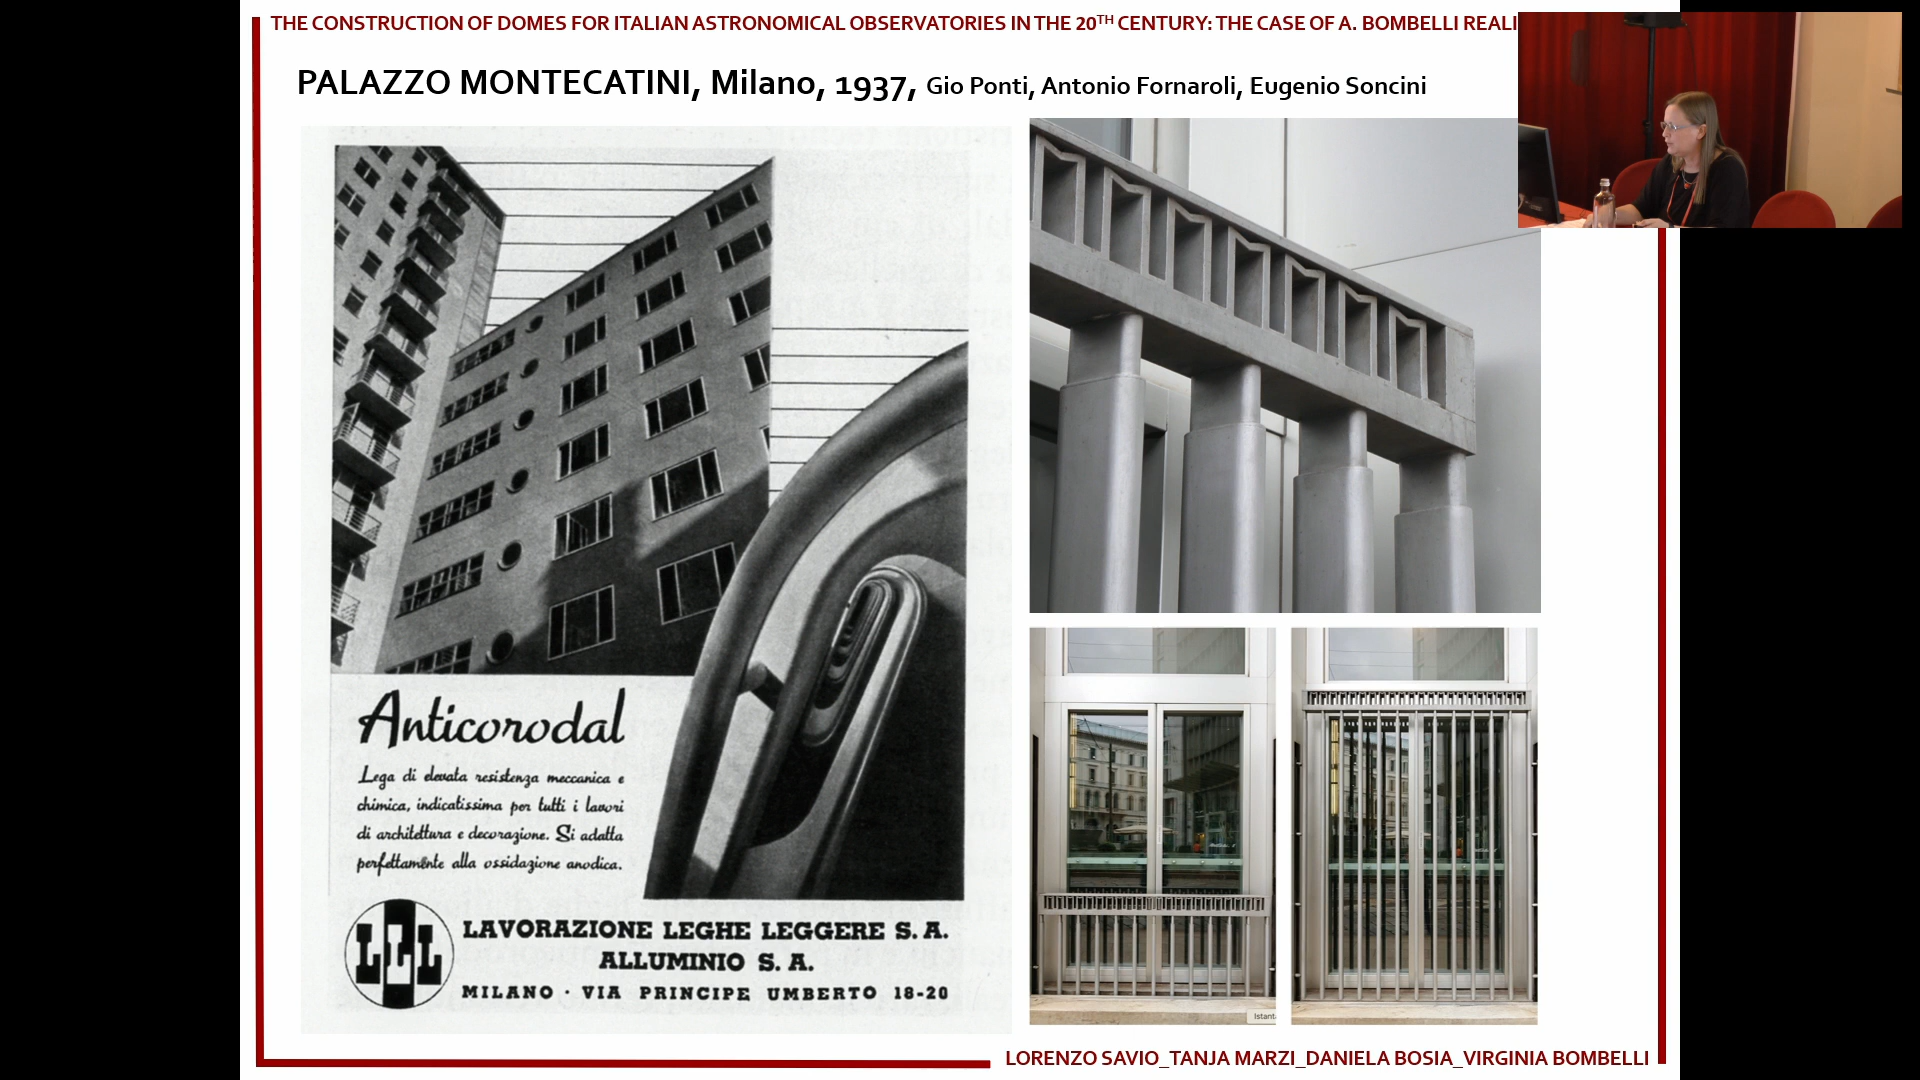 THE CONSTRUCTION OF DOMES FOR ITALIAN ASTRONOMICAL OBSERVATORIES IN THE 20TH CENTURY: THE CASE OF A. BOMBELLI REALI
PALAZZO MONTECATINI, Milano, 1937, Gio Ponti, Antonio Fornaroli, Eugenio Soncini
Anticorodal
Lega di elevata resistenza meccanica e
chimica, indicatissima per tutti i lavori
di architettura e decorazione. Si adatta
perfettamente alla ossidazione anodica.
LLL
LAVORAZIONE LEGHE LEGGERE S. A.
ALLUMINIO S. A.
MILANO · VIA PRINCIPE UMBERTO 18-20
Istant
LORENZO SAVIO_TANJA MARZI_DANIELA BOSIA_VIRGINIA BOMBELLI